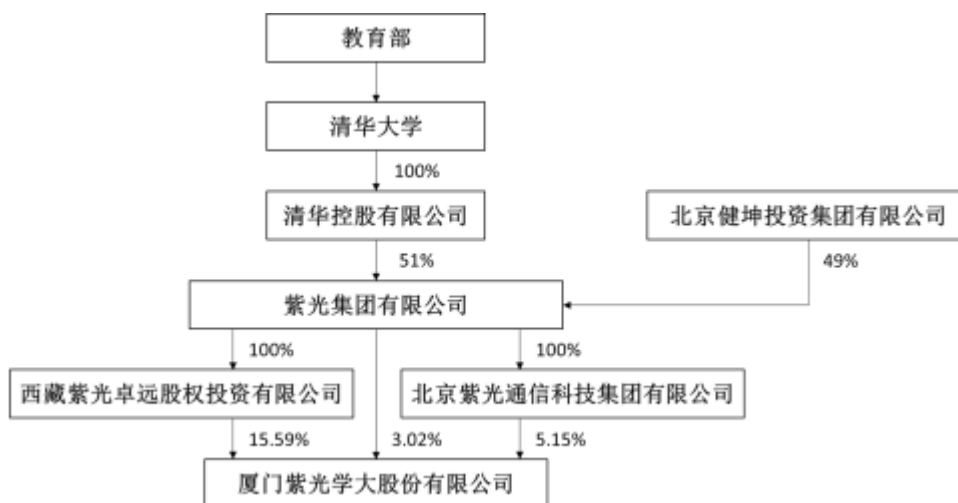 教育部
清华大学
100%
清华控股有限公司
北京健坤投资集团有限公司
51%
49%
紫光集团有限公司
100%
100%
西藏紫光卓远股权投资有限公司
北京紫光通信科技集团有限公司
15.59%
3.02%
5.15%
厦门紫光学大股份有限公司